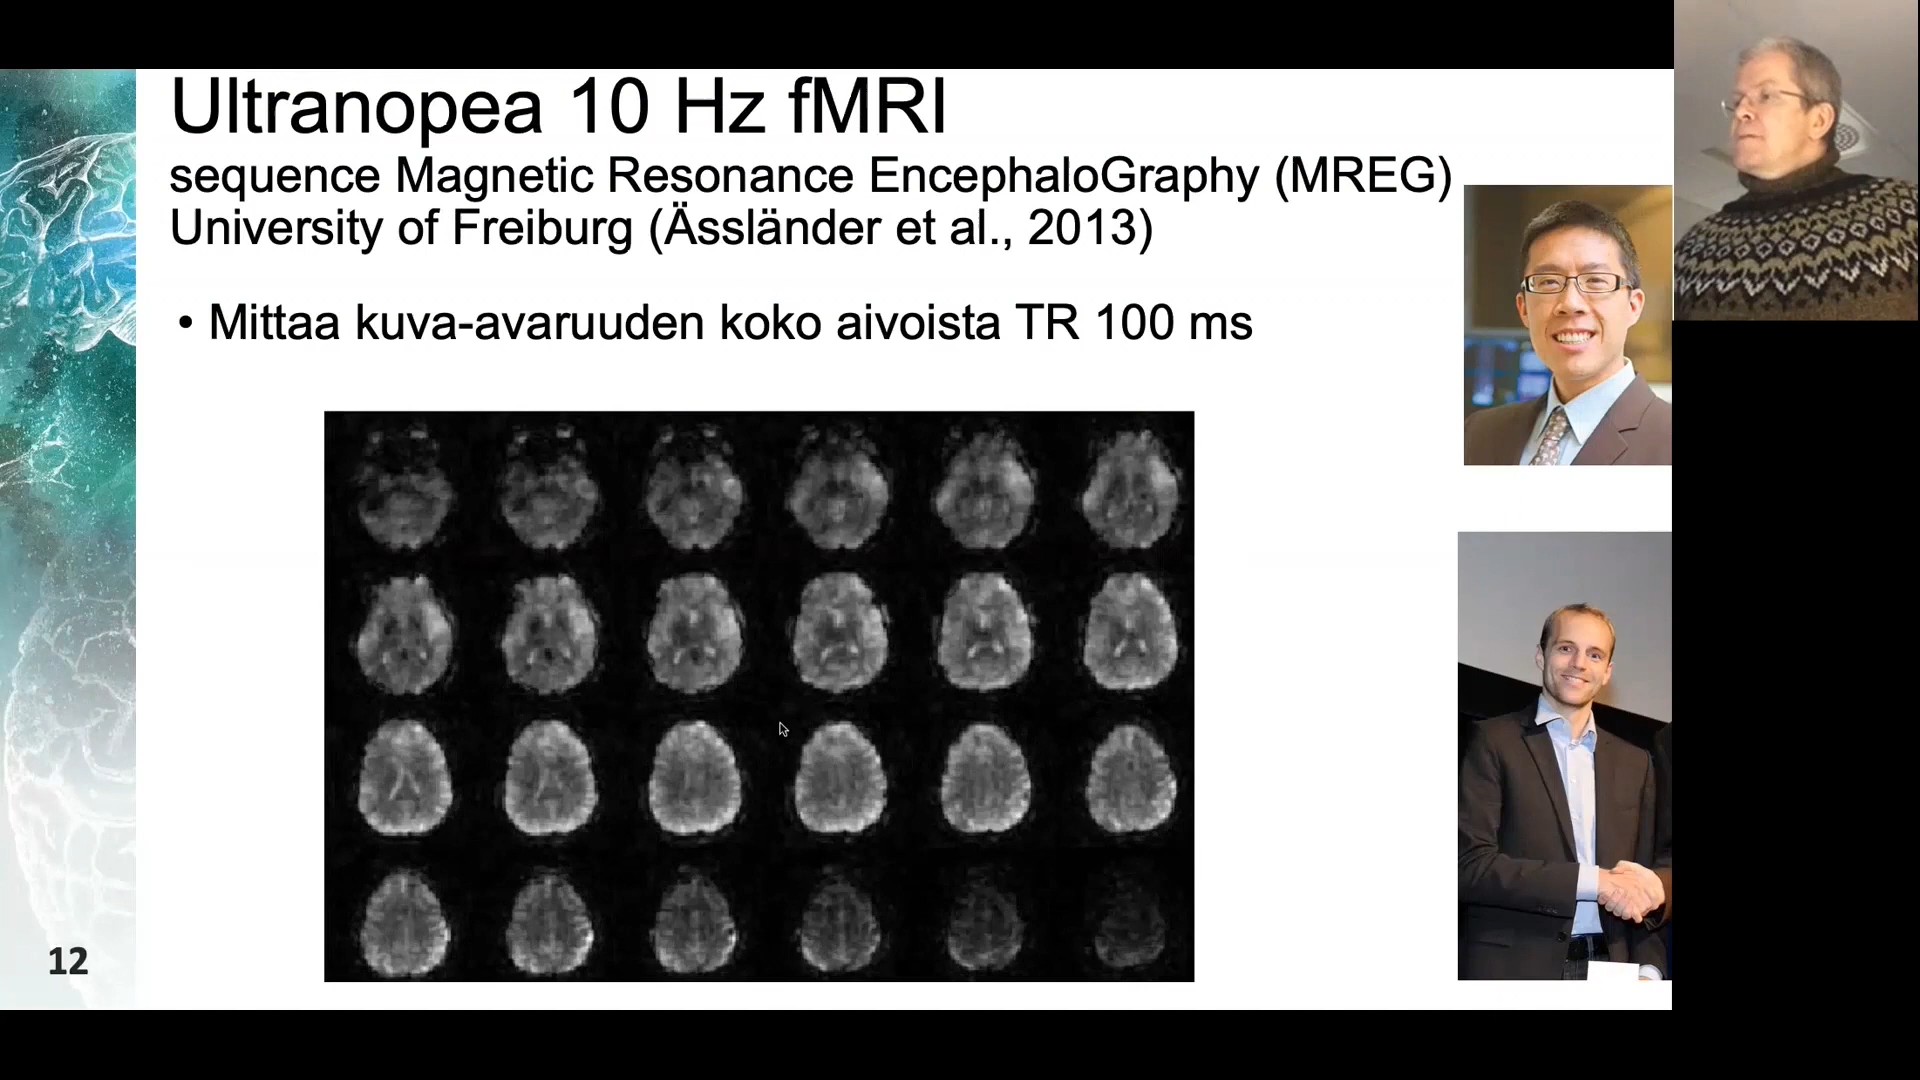 Ultranopea 10 Hz fMRI
sequence Magnetic Resonance EncephaloGraphy (MREG)
University of Freiburg (Ässländer et al., 2013)
• Mittaa kuva-avaruuden koko aivoista TR 100 ms
12